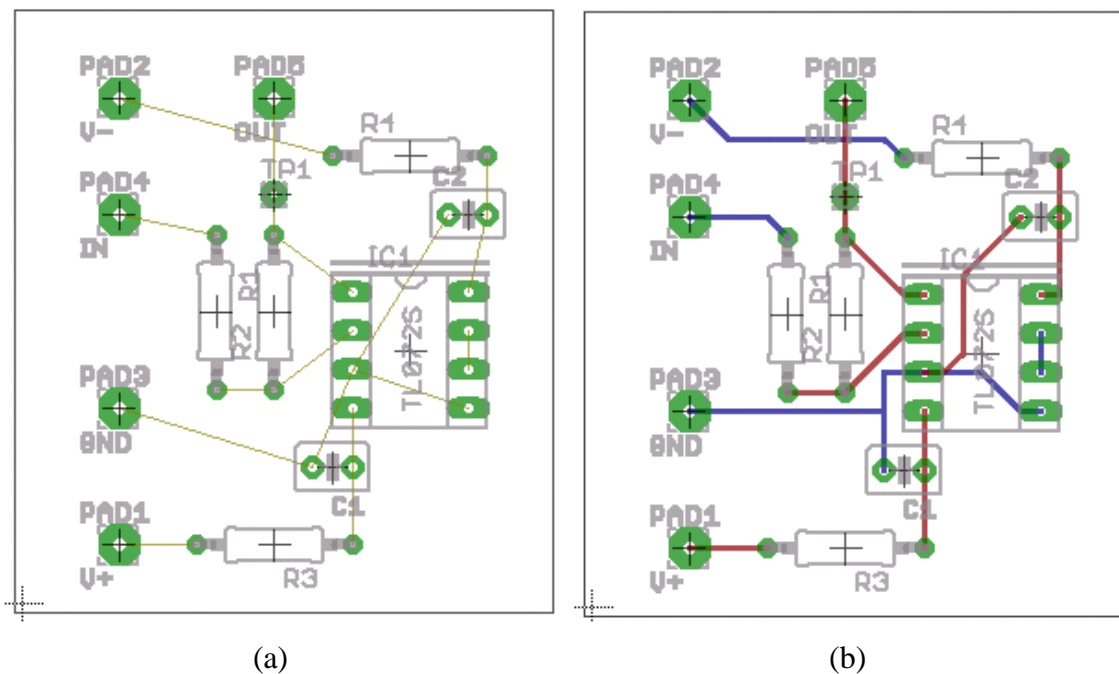 PAD2 PAD5
V- OUT R4
PAD4 TP1 C2
IN IC1
R1
R2 TL072S
PAD3
GND
PAD1 C1
V+ R3
(a)
PAD2 PAD5
V- OUT R4
PAD4 TP1 C2
IN IC1
R1
R2 TL072S
PAD3
GND
PAD1 C1
V+ R3
(b)